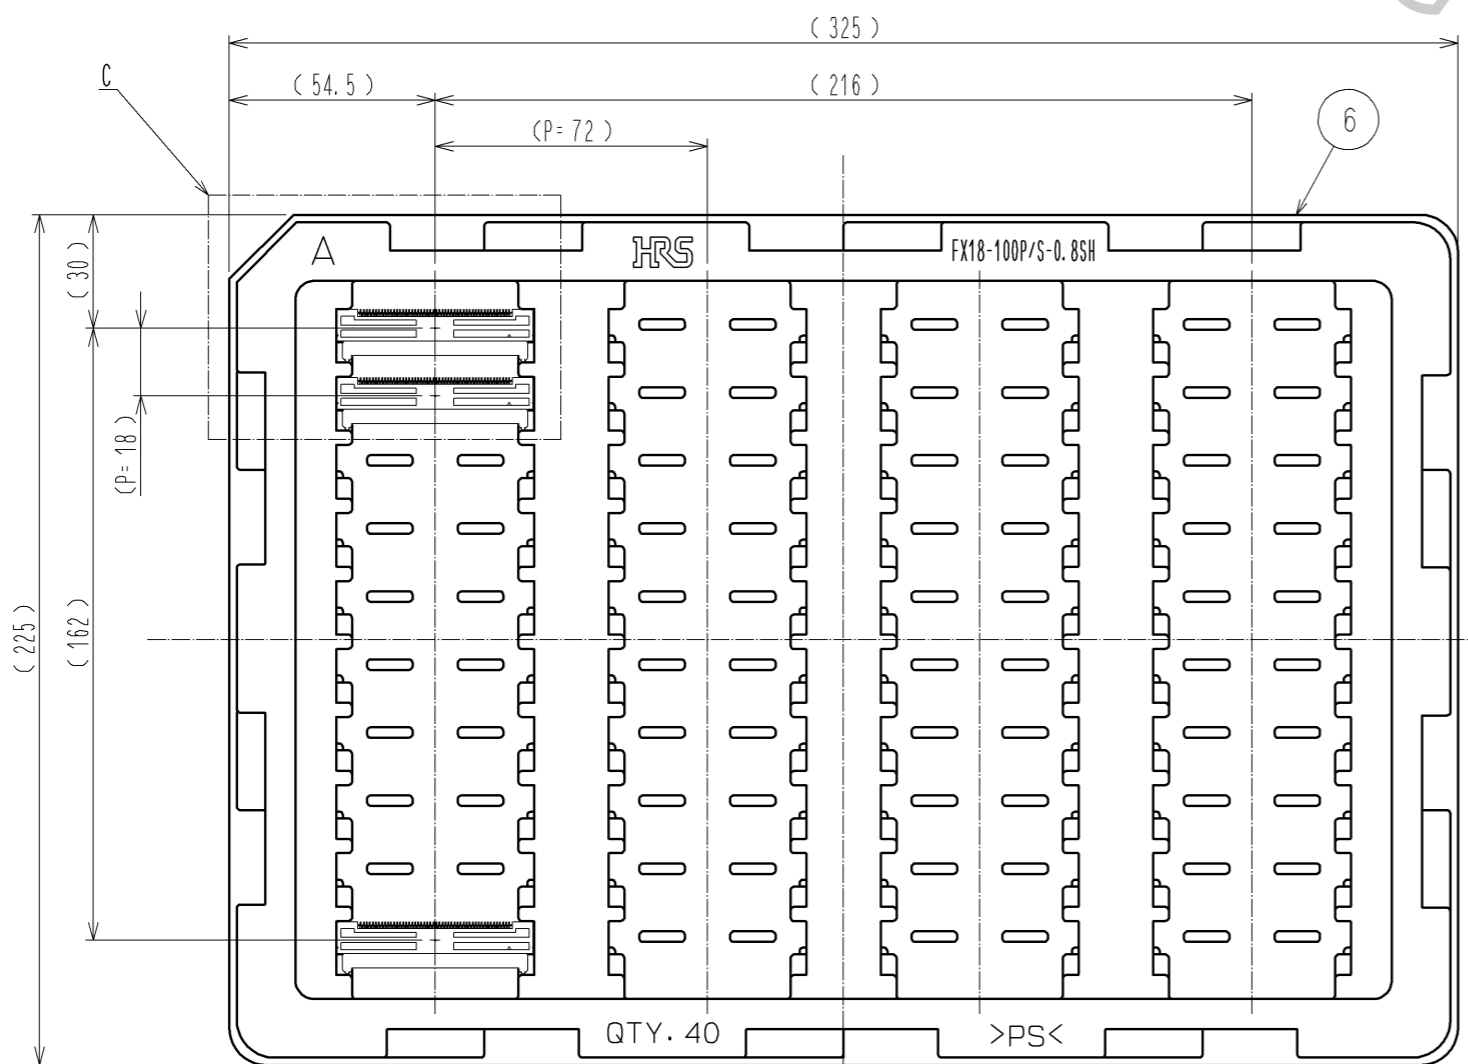 ( 325 )
C
( 54.5 )
( 216 )
(P= 72 )
6
A
HRS
FX18-100P/S-0.8SH
( 30 )
(P= 18 )
( 162 )
( 225 )
QTY. 40
>PS<